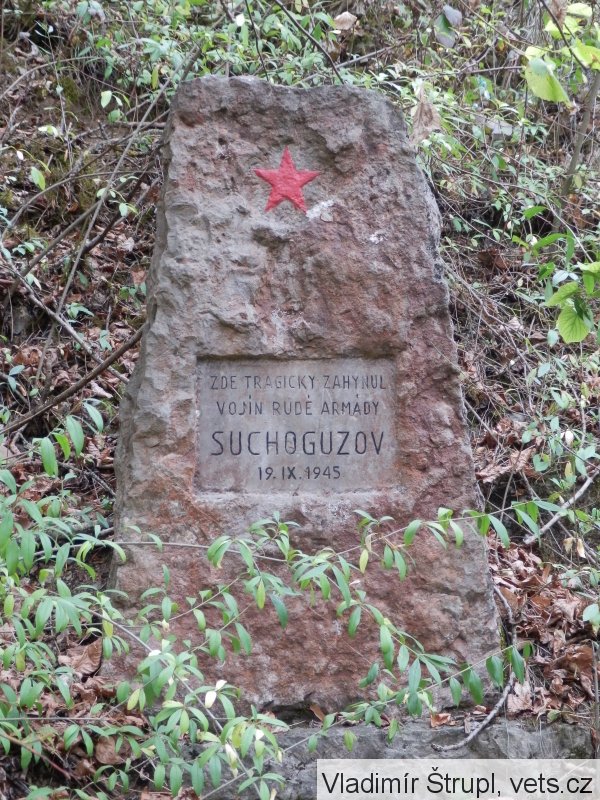 ZDE TRAGICKY ZAHYNUL
VOJÍN RUDÉ ARMÁDY
SUCHOGUZOV
19. IX. 1945
Vladimír Štrupl, vets.cz